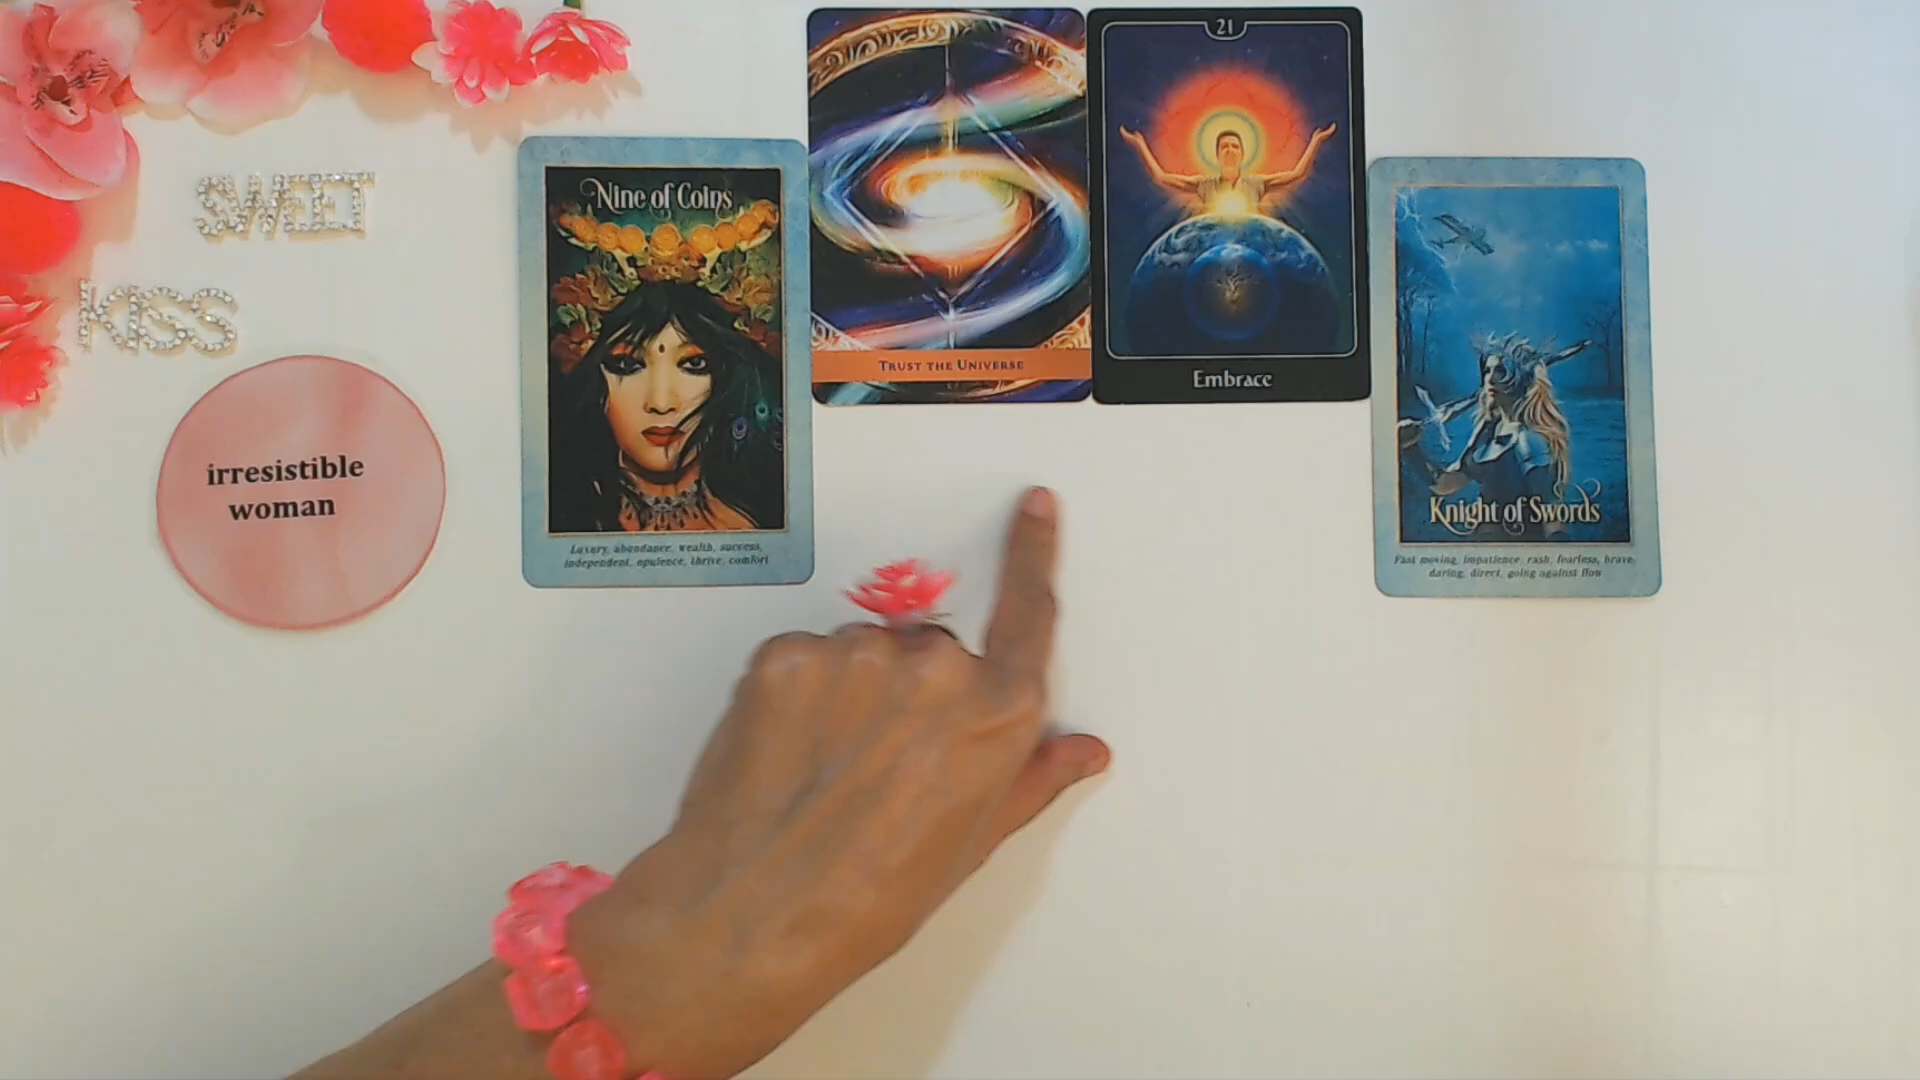 SWEET
KISS
irresistible
woman
Nine of Coins
Luxury, abundance, wealth, success,
independent, opulence, thrive, comfort
TRUST THE UNIVERSE
21
Embrace
Knight of Swords
Fast moving, impatience, rash, fearless, brave,
daring, direct, going against flow